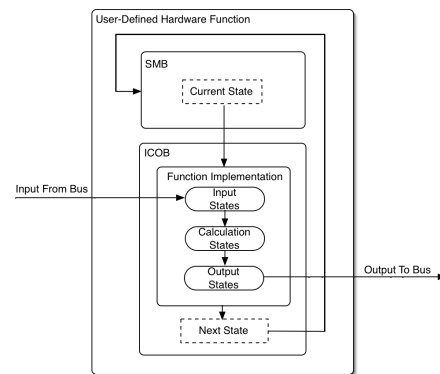 User-Defined Hardware Function
SMB
Current State
ICOB
Function Implementation
Input From Bus
Input
States
Calculation
States
Output
States
Output To Bus
Next State